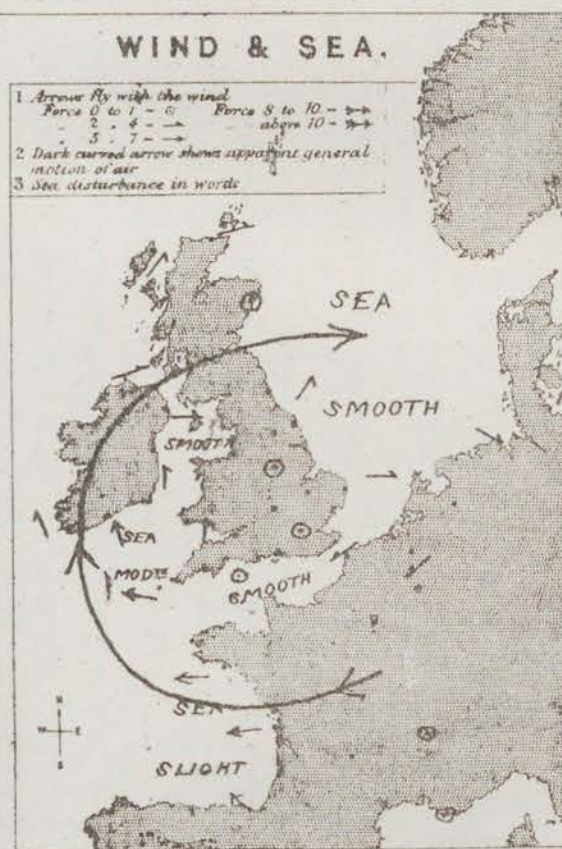 WIND & SEA.
1 Arrows fly with the wind
Force 0 to 1 - ⊙ Force 8 to 10 -
" 2 " 4 - above 10 -
" 5 " 7 -
2 Dark curved arrow shows apparent general
motion of air
3 Sea disturbance in words
SEA
SMOOTH
SMOOTH
SEA
MODTE
SMOOTH
SEA
SLIGHT
N
W E
S